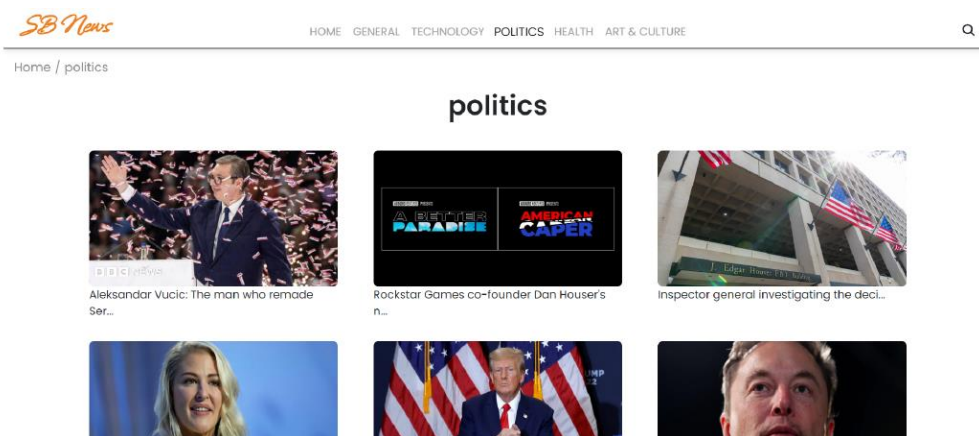 SB News
HOME GENERAL TECHNOLOGY POLITICS HEALTH ART & CULTURE
Home / politics
politics
BBC NEWS
A BETTER
PARADISE
AMERICAN
CAPER
J. Edgar Hoover F.B.I. Building
Aleksandar Vucic: The man who remade
Ser...
Rockstar Games co-founder Dan Houser's
n...
Inspector general investigating the deci...